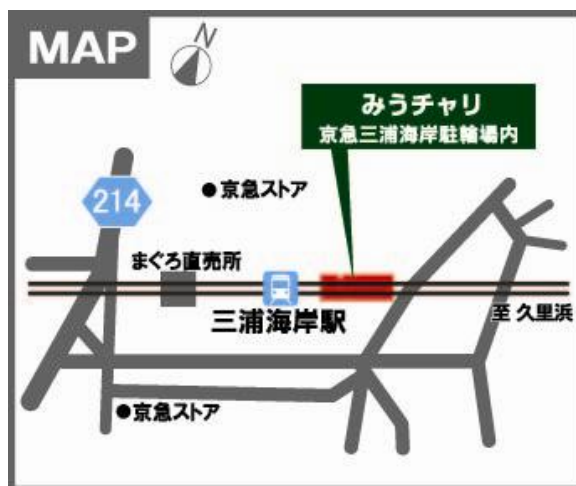 MAP
N
みうチャリ
京急三浦海岸駐輪場内
214
京急ストア
まぐろ直売所
三浦海岸駅
至 久里浜
京急ストア